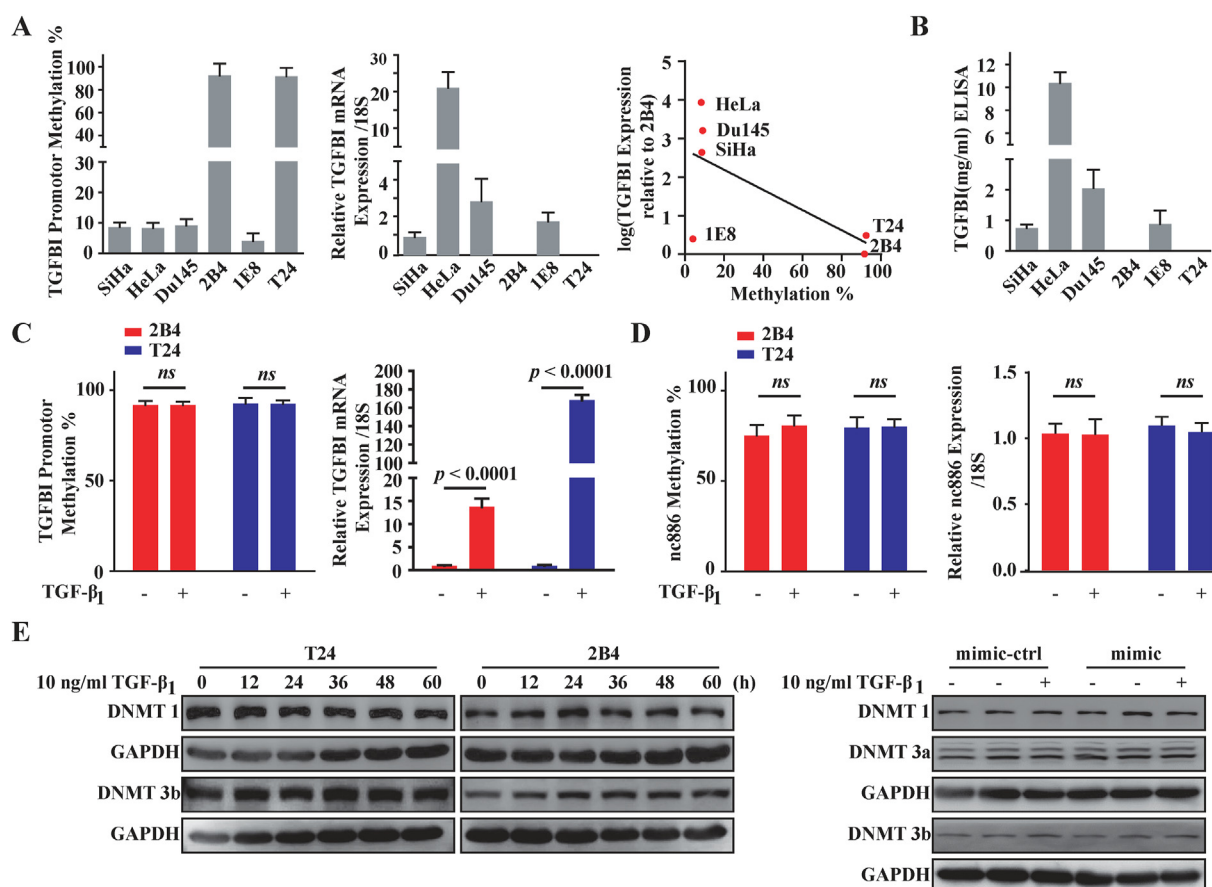 A
TGFBI Promotor Methylation %
100
80
60
40
20
10
0
SiHa
HeLa
Du145
2B4
1E8
T24
Relative TGFBI mRNA
Expression /18S
30
20
10
6
4
2
0
SiHa
HeLa
Du145
2B4
1E8
T24
log(TGFBI Expression
relative to 2B4)
5
4
3
2
1
0
HeLa
Du145
SiHa
1E8
T24
2B4
0
20
40
60
80
100
Methylation %
B
TGFBI(mg/ml) ELISA
12
10
8
6
4
2
1
0
SiHa
HeLa
Du145
2B4
1E8
T24
C
2B4
T24
TGFBI Promotor
Methylation %
100
50
0
ns
ns
TGF-β1
-
+
-
+
Relative TGFBI mRNA
Expression /18S
200
180
160
140
120
100
20
15
10
5
0
p < 0.0001
p < 0.0001
-
+
-
+
D
2B4
T24
nc886 Methylation %
100
50
0
ns
ns
TGF-β1
-
+
-
+
Relative nc886 Expression
/18S
1.5
1.0
0.5
0.0
ns
ns
-
+
-
+
E
T24
2B4
10 ng/ml TGF-β1
0 12 24 36 48 60
0 12 24 36 48 60 (h)
DNMT 1
GAPDH
DNMT 3b
GAPDH
mimic-ctrl
mimic
10 ng/ml TGF-β1
- - + - - +
DNMT 1
DNMT 3a
GAPDH
DNMT 3b
GAPDH